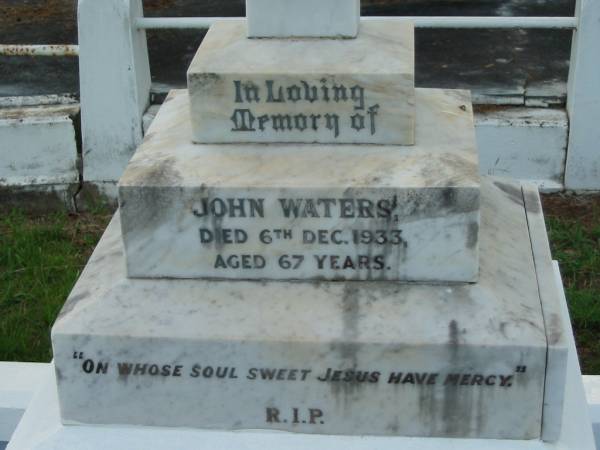 In Loving
Memory of
JOHN WATERS,
DIED 6TH DEC. 1933,
AGED 67 YEARS.
"ON WHOSE SOUL SWEET JESUS HAVE MERCY."
R.I.P.